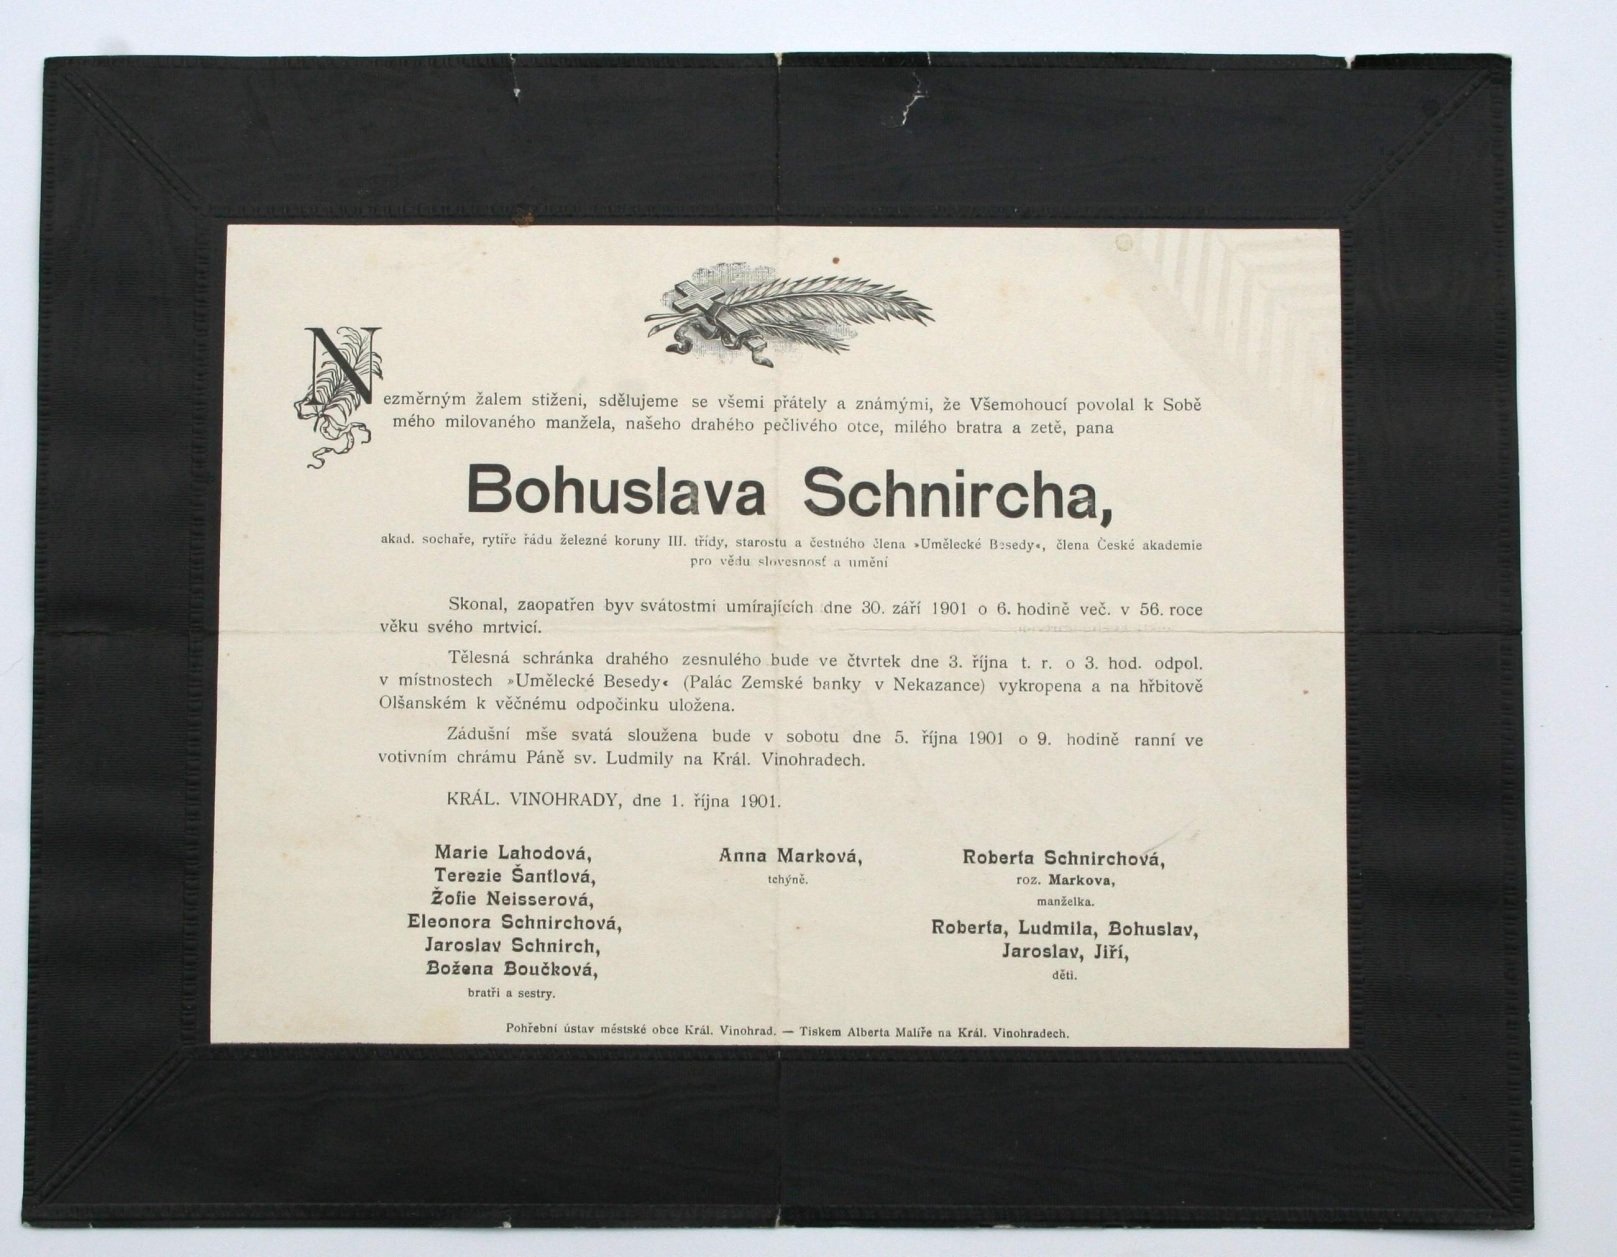 Nezměrným žalem stiženi, sdělujeme se všemi přátely a známými, že Všemohoucí povolal k Sobě
mého milovaného manžela, našeho drahého pečlivého otce, milého bratra a zetě, pana
Bohuslava Schnircha,
akad. sochaře, rytíře řádu železné koruny III. třídy, starostu a čestného člena »Umělecké Besedy«, člena České akademie
pro vědu slovesnosť a umění
Skonal, zaopatřen byv svátostmi umírajících dne 30. září 1901 o 6. hodině več. v 56. roce
věku svého mrtvicí.
Tělesná schránka drahého zesnulého bude ve čtvrtek dne 3. října t. r. o 3. hod. odpol.
v místnostech »Umělecké Besedy« (Palác Zemské banky v Nekazance) vykropena a na hřbitově
Olšanském k věčnému odpočinku uložena.
Zádušní mše svatá sloužena bude v sobotu dne 5. října 1901 o 9. hodině ranní ve
votivním chrámu Páně sv. Ludmily na Král. Vinohradech.
KRÁL. VINOHRADY, dne 1. října 1901.
Marie Lahodová,
Terezie Šantlová,
Žofie Neisserová,
Eleonora Schnirchová,
Jaroslav Schnirch,
Božena Boučková,
bratři a sestry.
Anna Marková,
tchýně.
Roberta Schnirchová,
roz. Markova,
manželka.
Roberta, Ludmila, Bohuslav,
Jaroslav, Jiří,
děti.
Pohřební ústav městské obce Král. Vinohrad. — Tiskem Alberta Malíře na Král. Vinohradech.